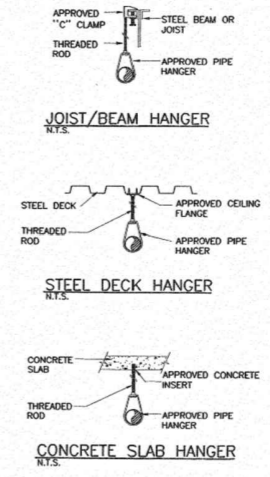 APPROVED
"C" CLAMP
STEEL BEAM OR
JOIST
THREADED
ROD
APPROVED PIPE
HANGER
JOIST/BEAM HANGER
N.T.S.
STEEL DECK
APPROVED CEILING
FLANGE
THREADED
ROD
APPROVED PIPE
HANGER
STEEL DECK HANGER
N.T.S.
CONCRETE
SLAB
APPROVED CONCRETE
INSERT
THREADED
ROD
APPROVED PIPE
HANGER
CONCRETE SLAB HANGER
N.T.S.